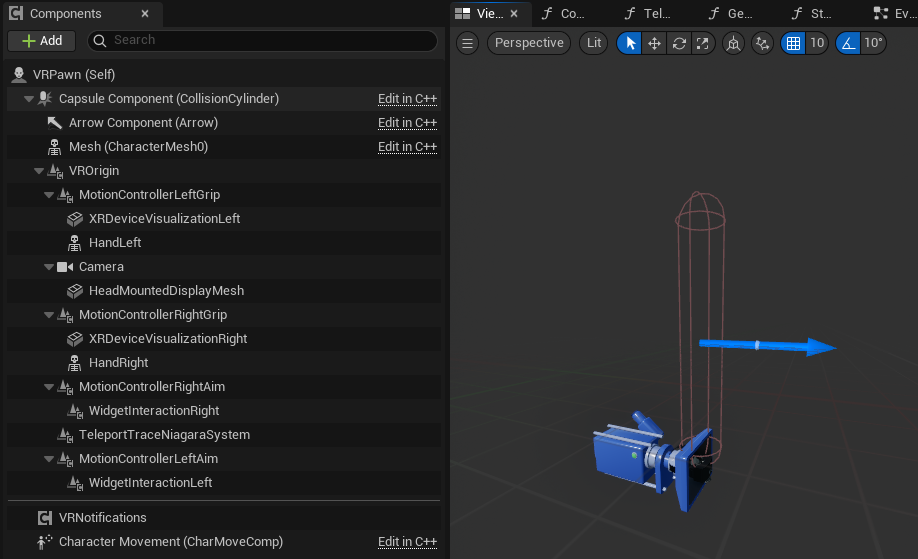 Components
Add
Search
VRPawn (Self)
Capsule Component (CollisionCylinder) Edit in C++
Arrow Component (Arrow) Edit in C++
Mesh (CharacterMesh0) Edit in C++
VROrigin
MotionControllerLeftGrip
XRDeviceVisualizationLeft
HandLeft
Camera
HeadMountedDisplayMesh
MotionControllerRightGrip
XRDeviceVisualizationRight
HandRight
MotionControllerRightAim
WidgetInteractionRight
TeleportTraceNiagaraSystem
MotionControllerLeftAim
WidgetInteractionLeft
VRNotifications
Character Movement (CharMoveComp) Edit in C++
Vie... Co... Tel... Ge... St... Ev...
Perspective Lit 10 10°